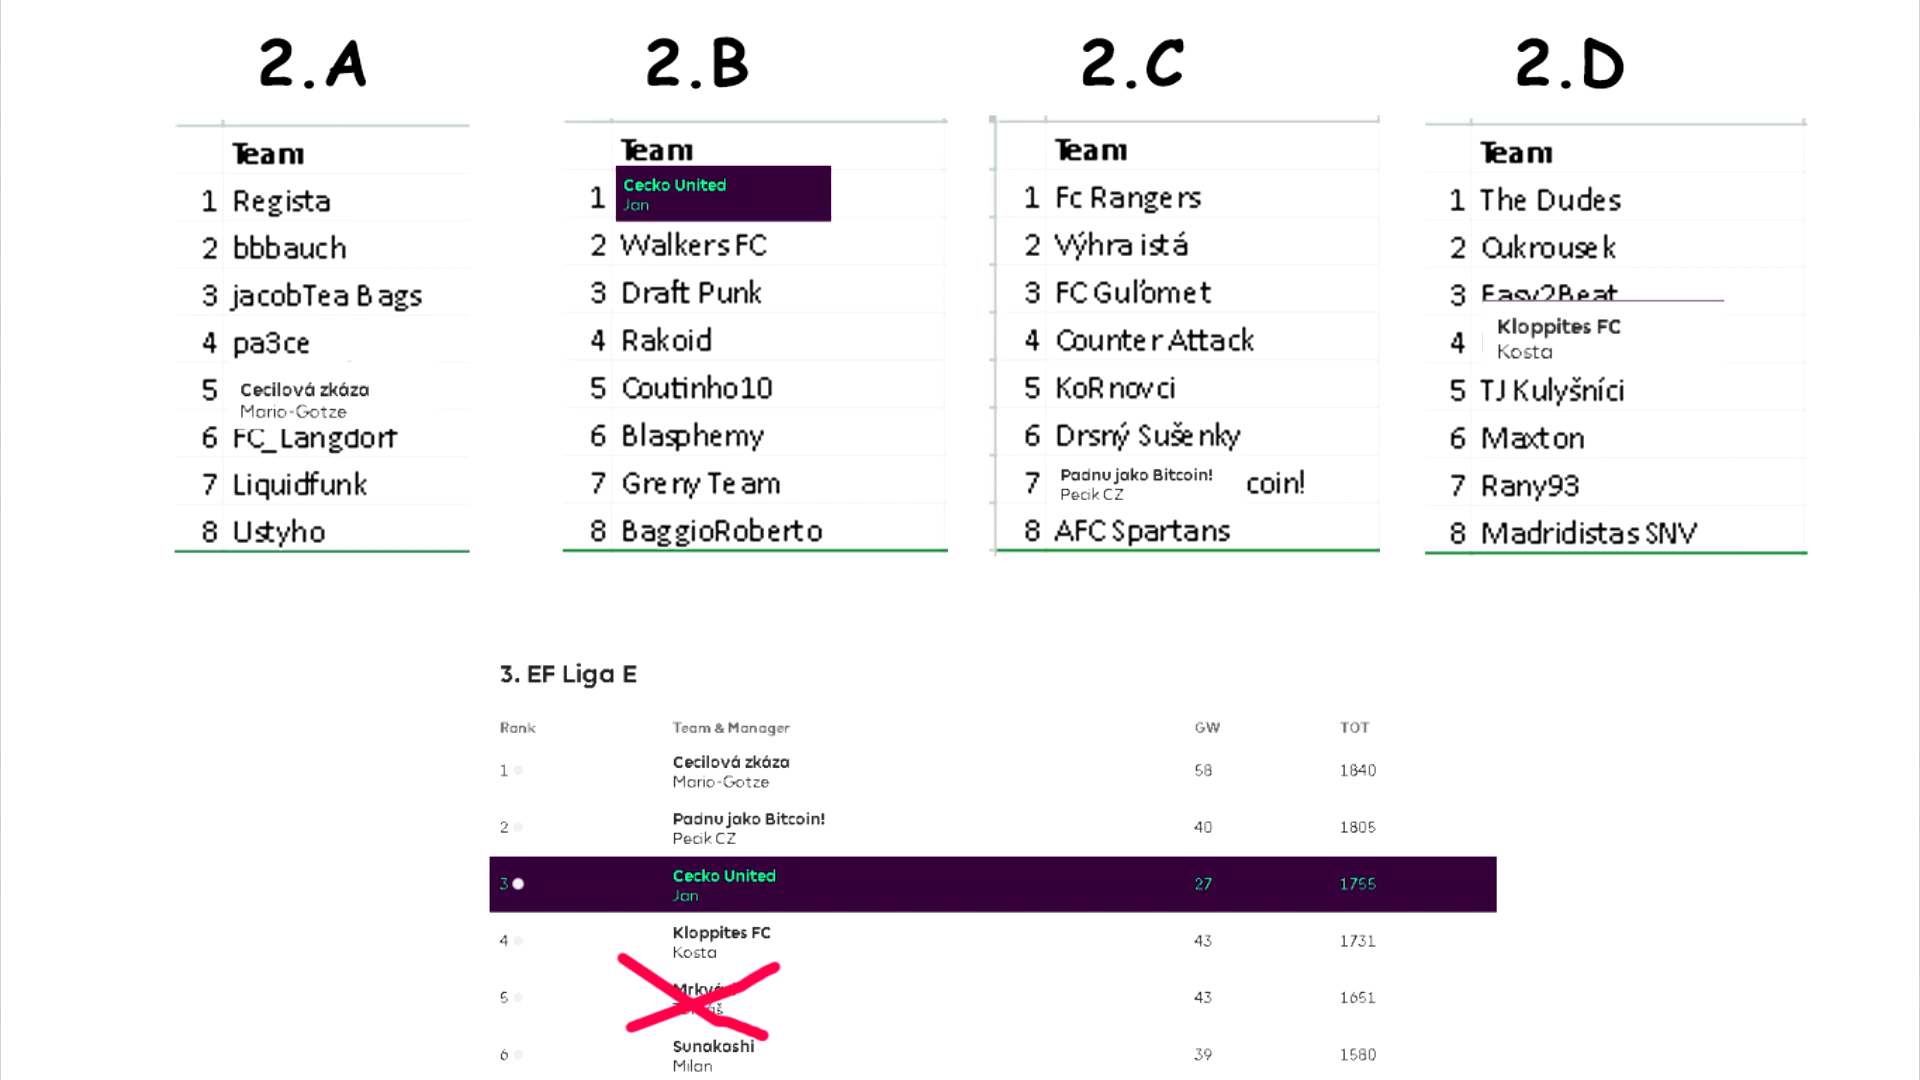 2.A
2.B
2.C
2.D
Team
1 Regista
2 bbbauch
3 jacobTea Bags
4 pa3ce
5 Cecilová zkáza
Mario-Gotze
6 FC_Langdorf
7 Liquidfunk
8 Ustyho
Team
1 Cecko United
Jan
2 Walkers FC
3 Draft Punk
4 Rakoid
5 Coutinho10
6 Blasphemy
7 Greny Team
8 BaggioRoberto
Team
1 Fc Rangers
2 Výhra istá
3 FC Guľomet
4 Counter Attack
5 KoRnovci
6 Drsný Sušenky
7 Padnu jako Bitcoin! coin!
Pecik CZ
8 AFC Spartans
Team
1 The Dudes
2 Cukrousek
3 Easy2Beat
4 Kloppites FC
Kosta
5 TJ Kulyšníci
6 Maxton
7 Rany93
8 Madridistas SNV
3. EF Liga E
Rank Team & Manager GW TOT
1 Cecilová zkáza 58 1840
Mario-Gotze
2 Padnu jako Bitcoin! 40 1805
Pecik CZ
3 Cecko United 27 1755
Jan
4 Kloppites FC 43 1731
Kosta
5 43 1651
6 Sunakashi 39 1580
Milan